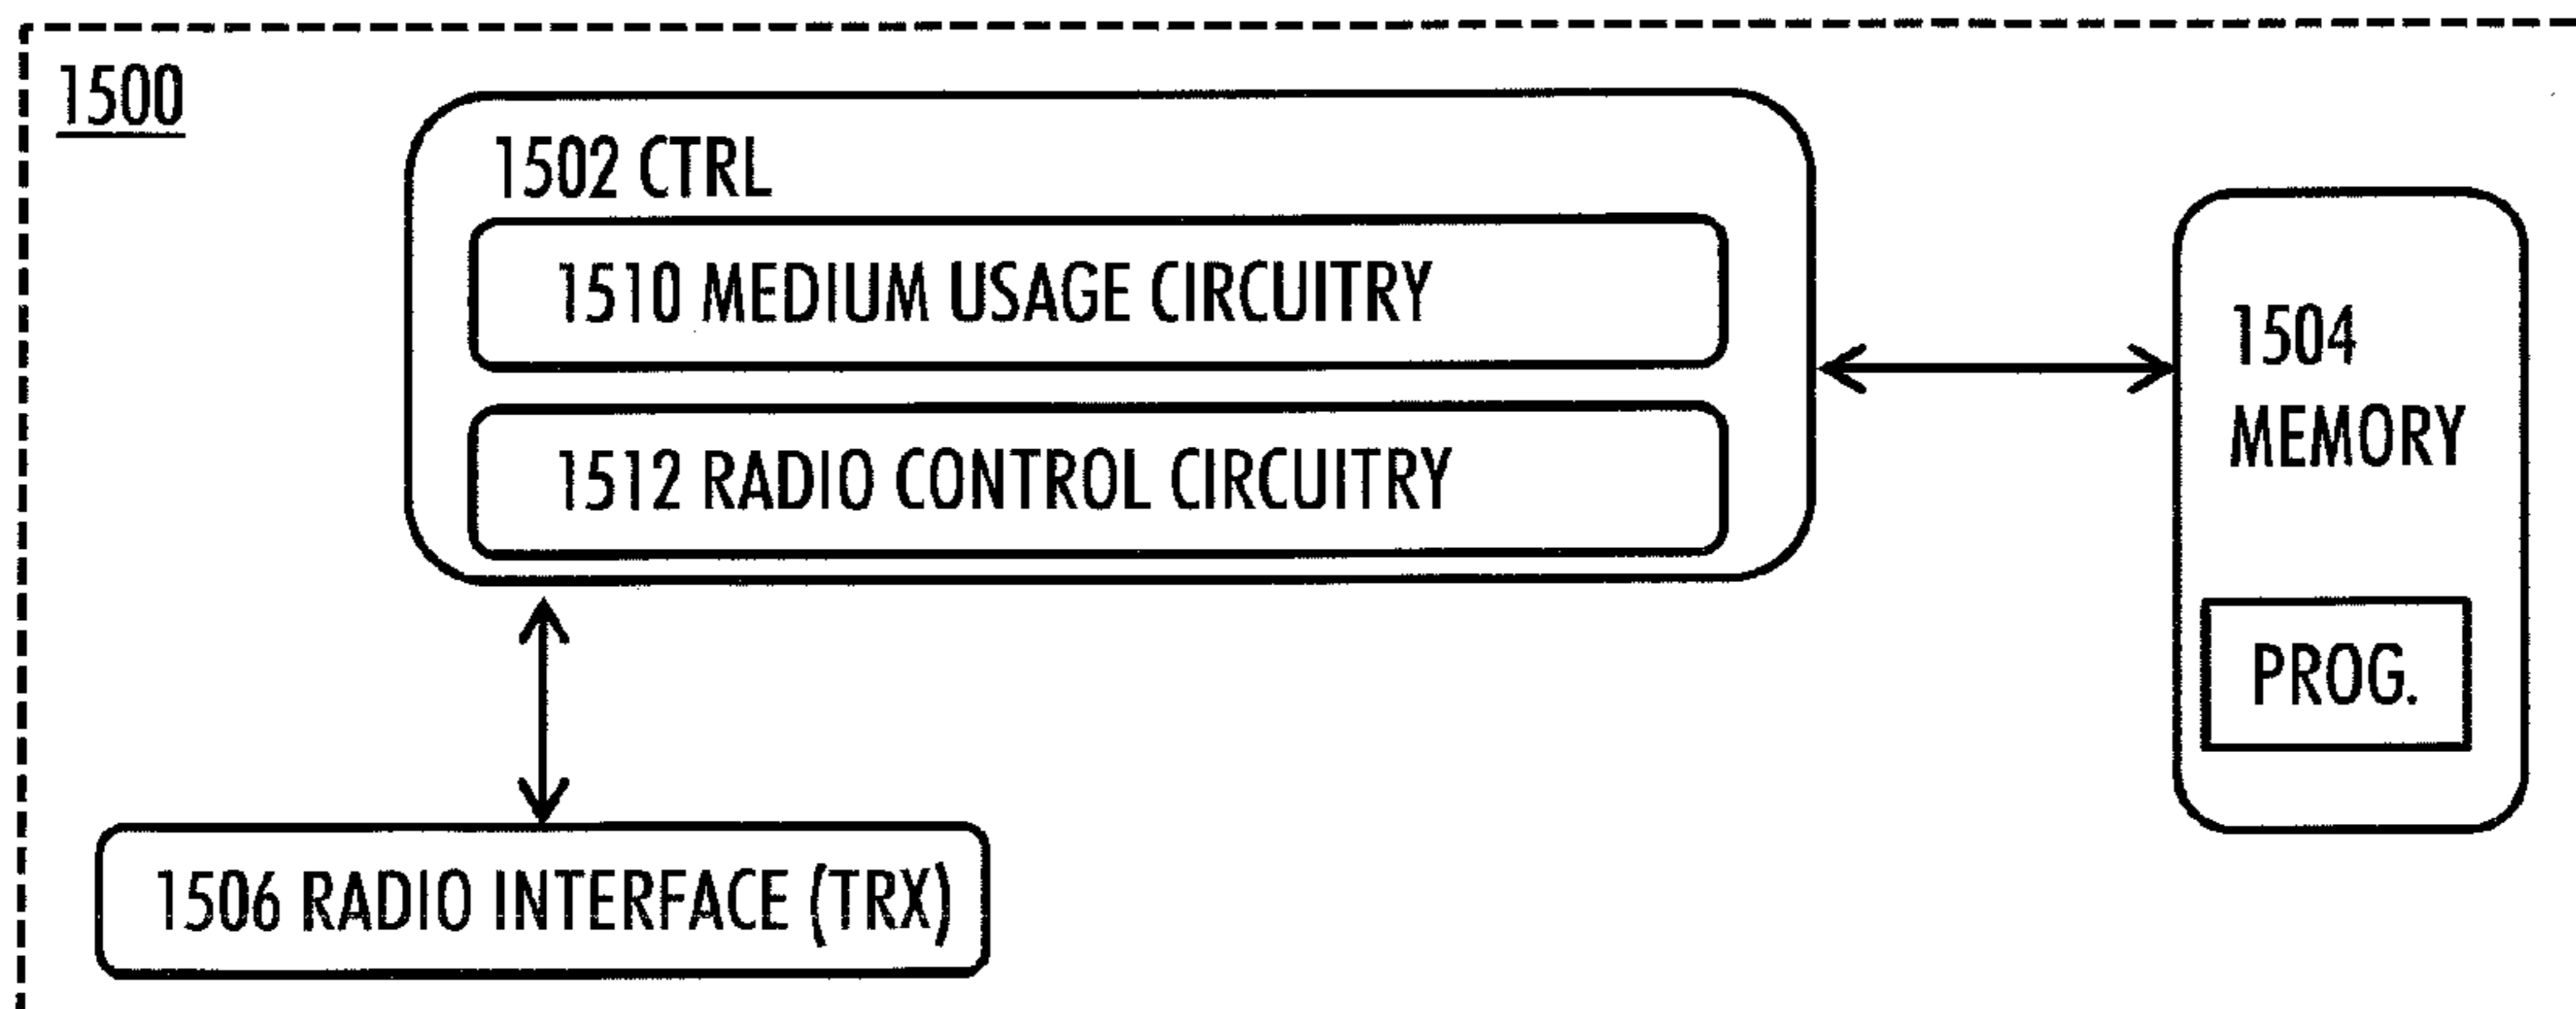 1500
1502 CTRL
1510 MEDIUM USAGE CIRCUITRY
1512 RADIO CONTROL CIRCUITRY
1504
MEMORY
PROG.
1506 RADIO INTERFACE (TRX)